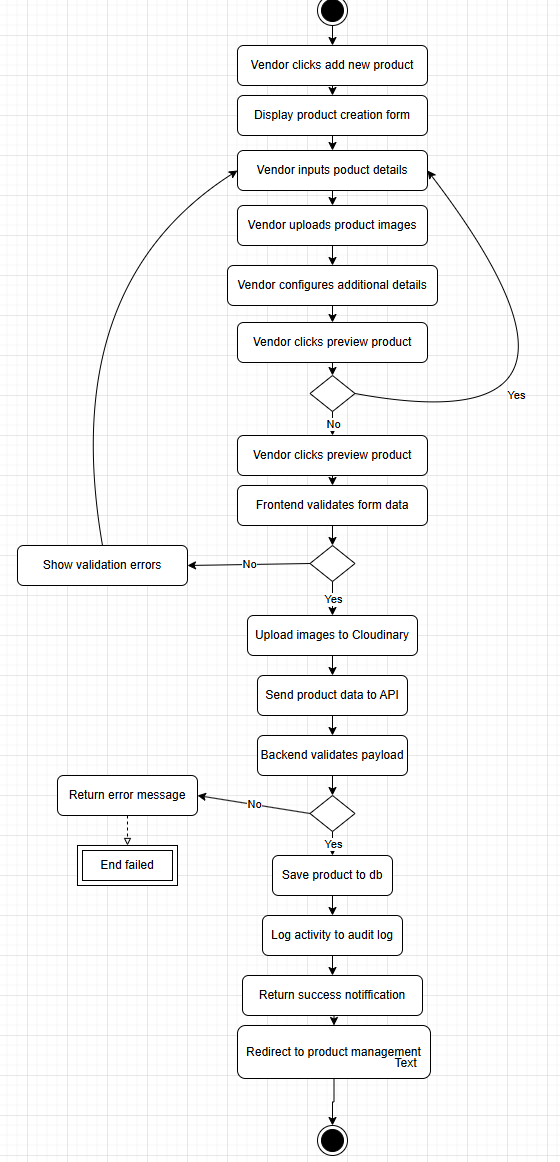 Vendor clicks add new product
Display product creation form
Vendor inputs poduct details
Vendor uploads product images
Vendor configures additional details
Vendor clicks preview product
Yes
No
Vendor clicks preview product
Frontend validates form data
No
Show validation errors
Yes
Upload images to Cloudinary
Send product data to API
Backend validates payload
No
Return error message
End failed
Yes
Save product to db
Log activity to audit log
Return success notiffication
Redirect to product management
Text